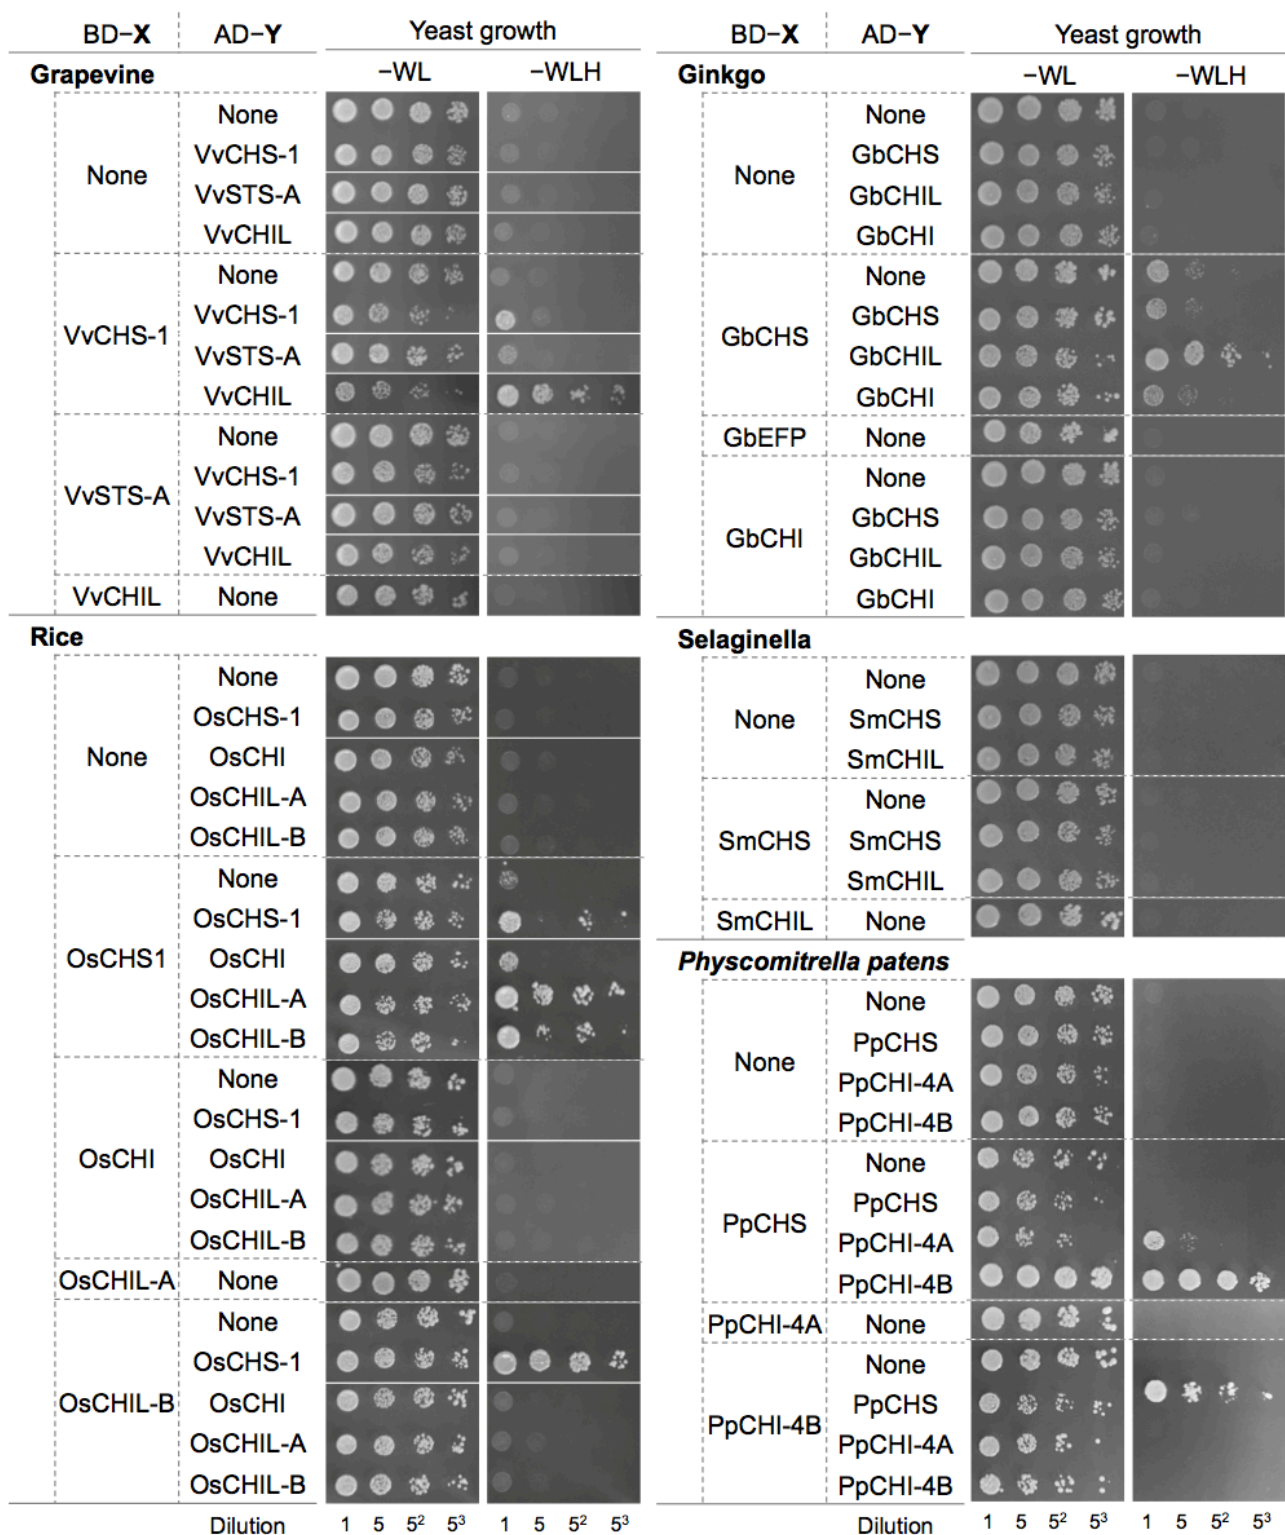 BD−X AD−Y Yeast growth
−WL −WLH
Grapevine
None
None
VvCHS-1
VvSTS-A
VvCHIL
VvCHS-1
None
VvCHS-1
VvSTS-A
VvCHIL
VvSTS-A
None
VvCHS-1
VvSTS-A
VvCHIL
VvCHIL None
Rice
None
None
OsCHS-1
OsCHI
OsCHIL-A
OsCHIL-B
OsCHS1
None
OsCHS-1
OsCHI
OsCHIL-A
OsCHIL-B
OsCHI
None
OsCHS-1
OsCHI
OsCHIL-A
OsCHIL-B
OsCHIL-A None
OsCHIL-B
None
OsCHS-1
OsCHI
OsCHIL-A
OsCHIL-B
Dilution 1 5 5² 5³ 1 5 5² 5³
BD−X AD−Y Yeast growth
−WL −WLH
Ginkgo
None
None
GbCHS
GbCHIL
GbCHI
GbCHS
None
GbCHS
GbCHIL
GbCHI
GbEFP None
GbCHI
None
GbCHS
GbCHIL
GbCHI
Selaginella
None
None
SmCHS
SmCHIL
SmCHS
None
SmCHS
SmCHIL
SmCHIL None
Physcomitrella patens
None
None
PpCHS
PpCHI-4A
PpCHI-4B
PpCHS
None
PpCHS
PpCHI-4A
PpCHI-4B
PpCHI-4A None
PpCHI-4B
None
PpCHS
PpCHI-4A
PpCHI-4B
Dilution 1 5 5² 5³ 1 5 5² 5³